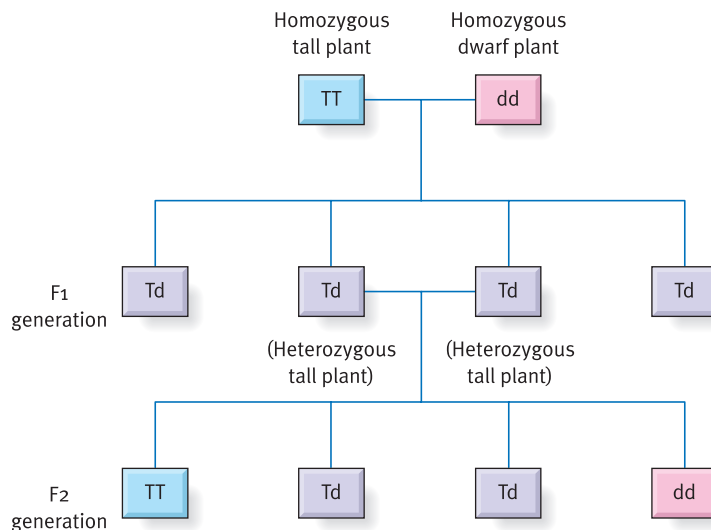 Homozygous
tall plant
Homozygous
dwarf plant
TT
dd
F1
generation
Td
Td
Td
Td
(Heterozygous
tall plant)
(Heterozygous
tall plant)
F2
generation
TT
Td
Td
dd